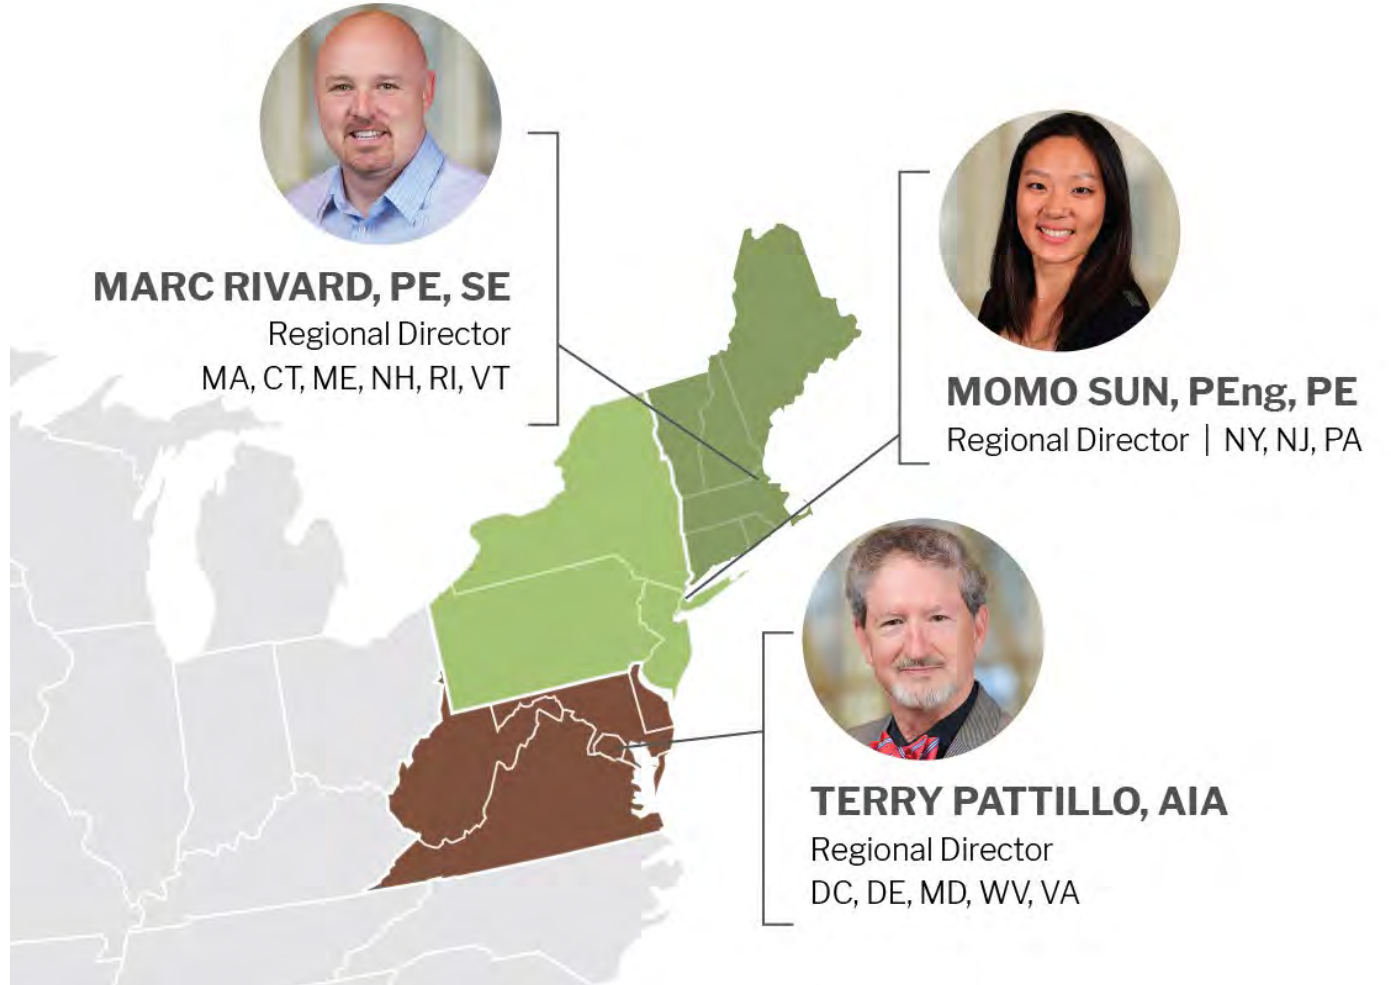 MARC RIVARD, PE, SE
Regional Director
MA, CT, ME, NH, RI, VT
MOMO SUN, PEng, PE
Regional Director | NY, NJ, PA
TERRY PATTILLO, AIA
Regional Director
DC, DE, MD, WV, VA